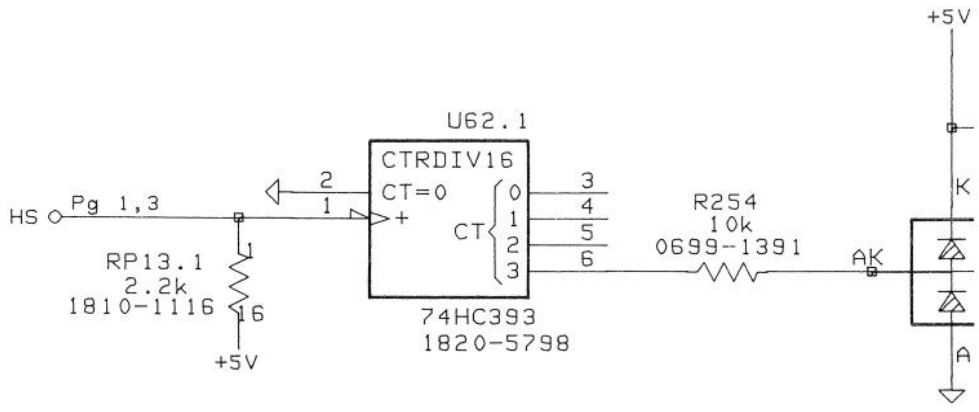 +5V
U62.1
CTRDIV16
2
CT=0
0
3
HS
Pg 1,3
1
+
CT
1
4
2
5
3
6
R254
10k
0699-1391
K
AK
RP13.1
2.2k
1810-1116
1
16
+5V
74HC393
1820-5798
A